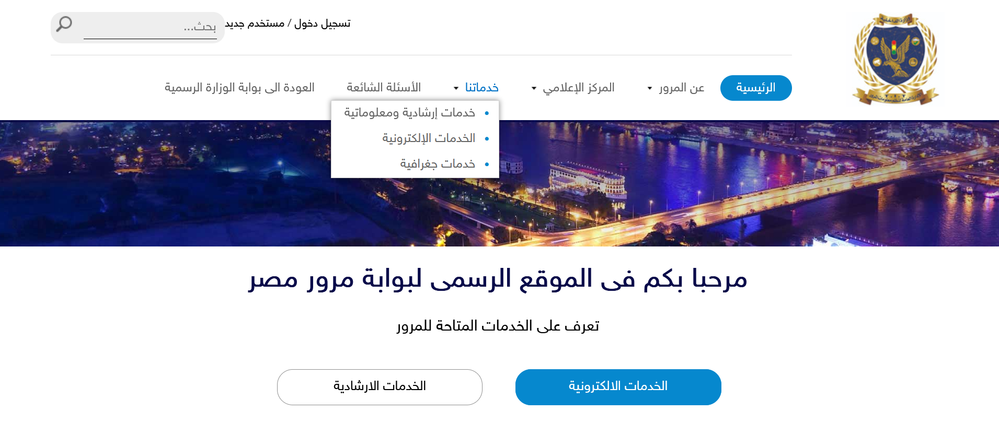 تسجيل دخول / مستخدم جديد
بحث...
وزارة الداخلية
الرئيسية
عن المرور
المركز الإعلامي
خدماتنا
الأسئلة الشائعة
العودة الى بوابة الوزارة الرسمية
خدمات إرشادية ومعلوماتية
الخدمات الإلكترونية
خدمات جغرافية
مرحبا بكم فى الموقع الرسمى لبوابة مرور مصر
تعرف على الخدمات المتاحة للمرور
الخدمات الالكترونية
الخدمات الارشادية